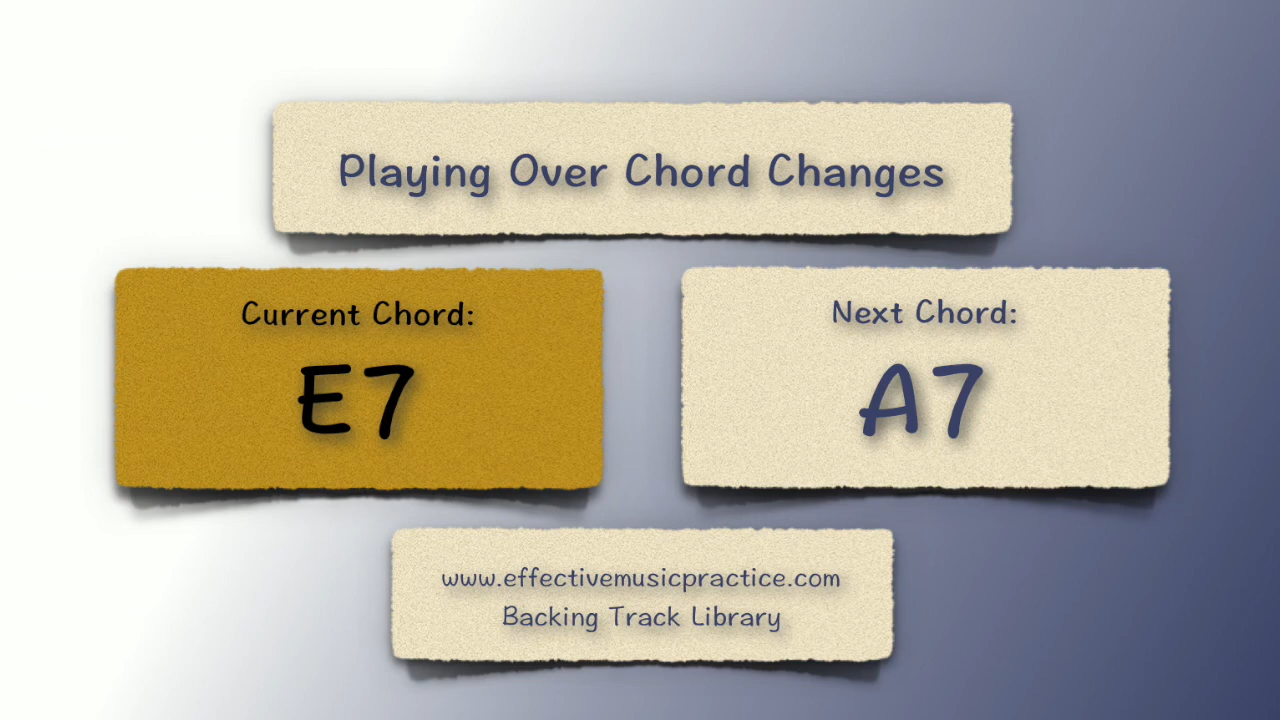 Playing Over Chord Changes
Current Chord:
E7
Next Chord:
A7
www.effectivemusicpractice.com
Backing Track Library